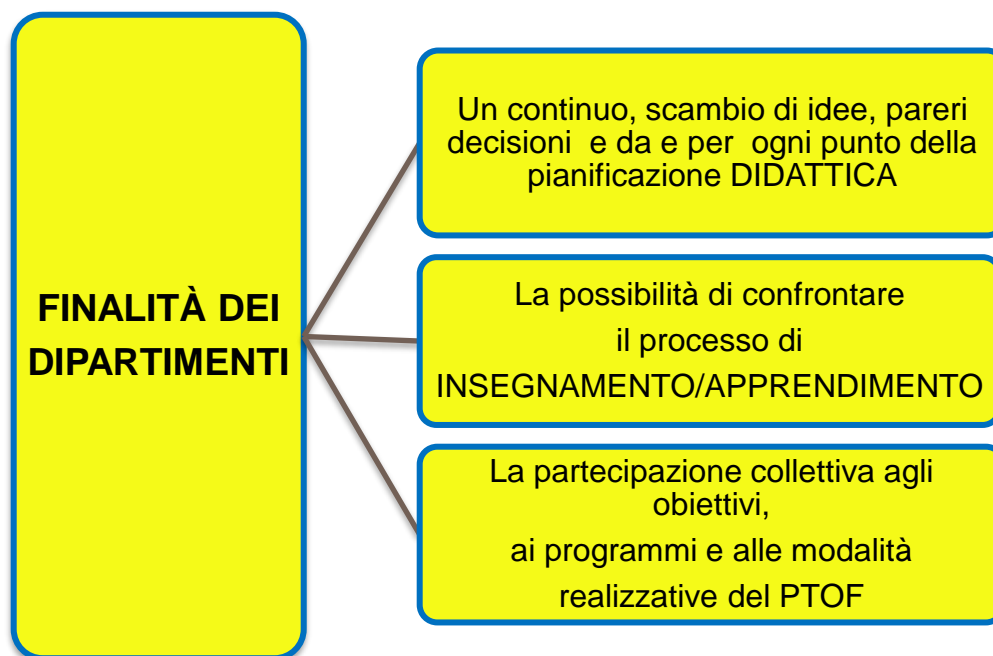 FINALITÀ DEI
DIPARTIMENTI
Un continuo, scambio di idee, pareri
decisioni e da e per ogni punto della
pianificazione DIDATTICA
La possibilità di confrontare
il processo di
INSEGNAMENTO/APPRENDIMENTO
La partecipazione collettiva agli
obiettivi,
ai programmi e alle modalità
realizzative del PTOF